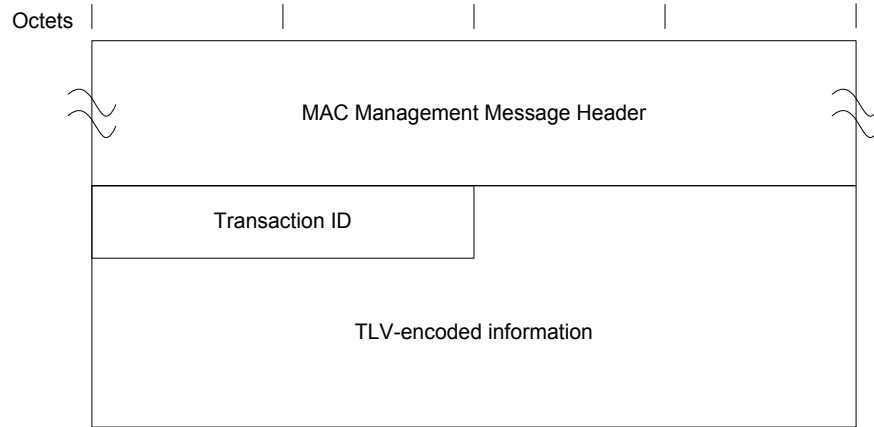 Octets
MAC Management Message Header
Transaction ID
TLV-encoded information